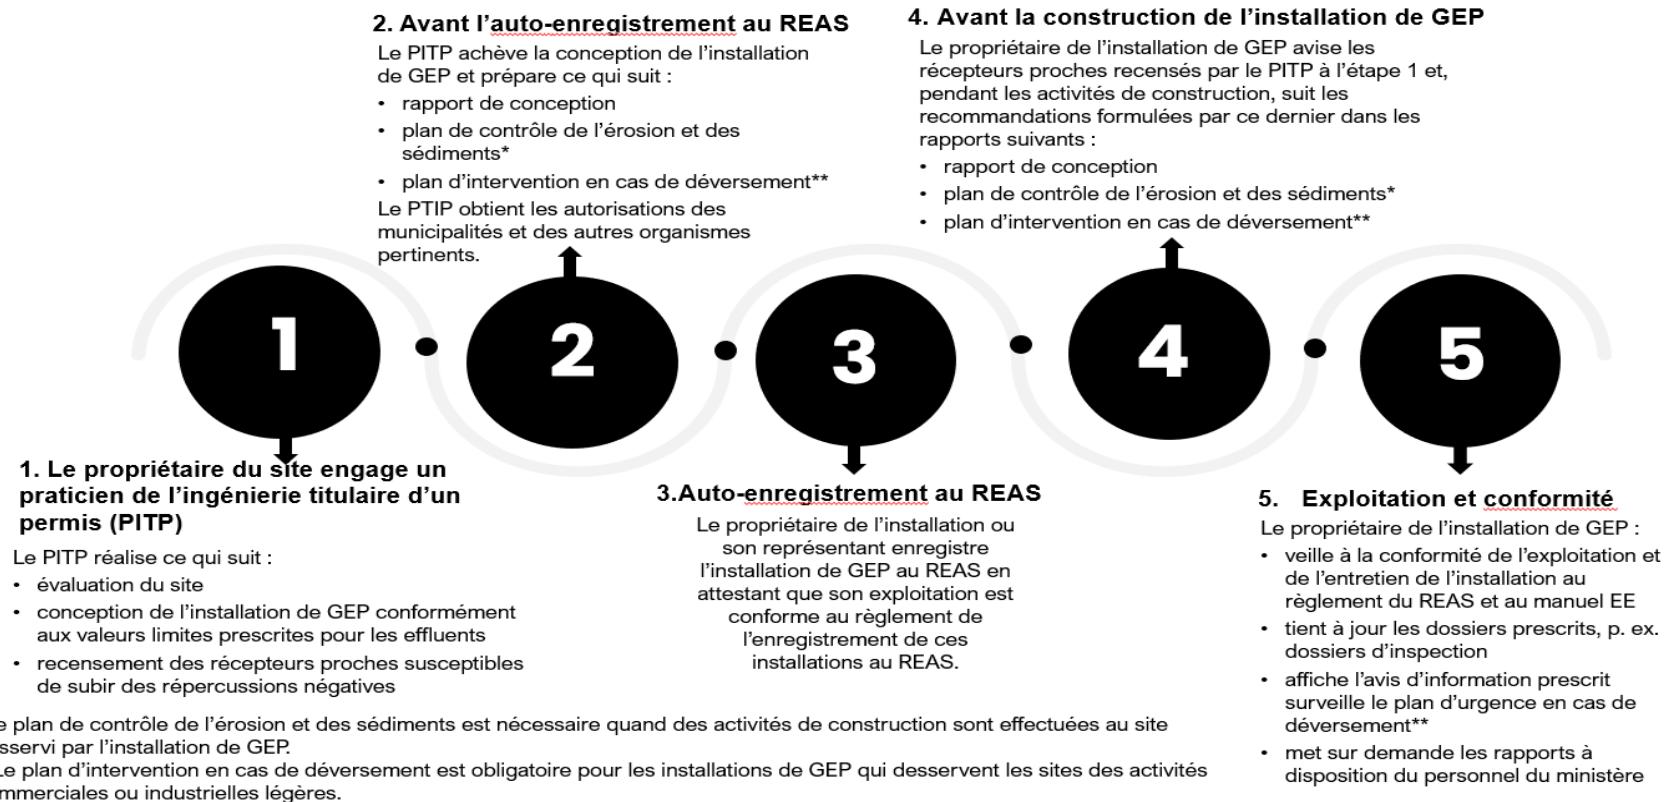 2. Avant l’auto-enregistrement au REAS
Le PITP achève la conception de l’installation
de GEP et prépare ce qui suit :
• rapport de conception
• plan de contrôle de l’érosion et des
sédiments*
• plan d’intervention en cas de déversement**
Le PTIP obtient les autorisations des
municipalités et des autres organismes
pertinents.
4. Avant la construction de l’installation de GEP
Le propriétaire de l’installation de GEP avise les
récepteurs proches recensés par le PITP à l’étape 1 et,
pendant les activités de construction, suit les
recommandations formulées par ce dernier dans les
rapports suivants :
• rapport de conception
• plan de contrôle de l’érosion et des sédiments*
• plan d’intervention en cas de déversement**
1
2
3
4
5
1. Le propriétaire du site engage un
praticien de l’ingénierie titulaire d’un
permis (PITP)
Le PITP réalise ce qui suit :
• évaluation du site
• conception de l’installation de GEP conformément
aux valeurs limites prescrites pour les effluents
• recensement des récepteurs proches susceptibles
de subir des répercussions négatives
3.Auto-enregistrement au REAS
Le propriétaire de l’installation ou
son représentant enregistre
l’installation de GEP au REAS en
attestant que son exploitation est
conforme au règlement de
l’enregistrement de ces
installations au REAS.
5. Exploitation et conformité
Le propriétaire de l’installation de GEP :
• veille à la conformité de l’exploitation et
de l’entretien de l’installation au
règlement du REAS et au manuel EE
• tient à jour les dossiers prescrits, p. ex.
dossiers d’inspection
• affiche l’avis d’information prescrit
surveille le plan d’urgence en cas de
déversement**
• met sur demande les rapports à
disposition du personnel du ministère
e plan de contrôle de l’érosion et des sédiments est nécessaire quand des activités de construction sont effectuées au site
sservi par l’installation de GEP.
Le plan d’intervention en cas de déversement est obligatoire pour les installations de GEP qui desservent les sites des activités
mmerciales ou industrielles légères.